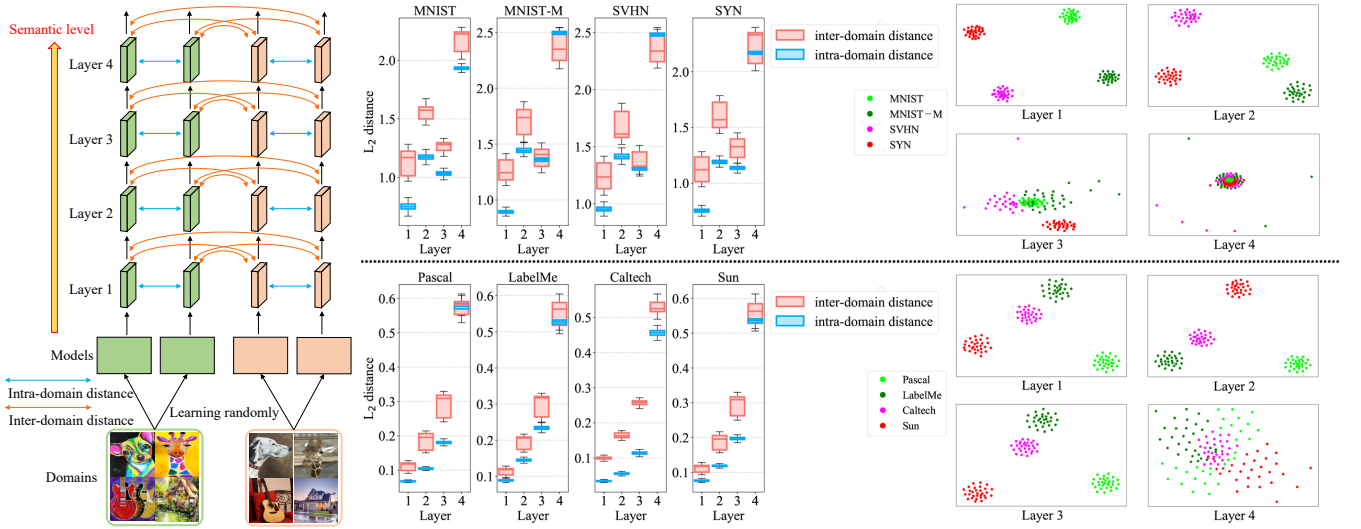 Semantic level
Layer 4
Layer 3
Layer 2
Layer 1
Models
Intra-domain distance
Learning randomly
Inter-domain distance
Domains
MNIST
MNIST-M
SVHN
SYN
L2 distance
2.0
1.5
1.0
2.5
2.0
1.5
1.0
2.5
2.0
1.5
1.0
2.0
1.5
1.0
1 2 3 4
1 2 3 4
1 2 3 4
1 2 3 4
Layer
Layer
Layer
Layer
inter-domain distance
intra-domain distance
MNIST
MNIST-M
SVHN
SYN
Layer 1
Layer 2
Layer 3
Layer 4
Pascal
LabelMe
Caltech
Sun
L2 distance
0.6
0.5
0.4
0.3
0.2
0.1
0.6
0.5
0.4
0.3
0.2
0.1
0.5
0.4
0.3
0.2
0.1
0.6
0.5
0.4
0.3
0.2
0.1
1 2 3 4
1 2 3 4
1 2 3 4
1 2 3 4
Layer
Layer
Layer
Layer
inter-domain distance
intra-domain distance
Pascal
LabelMe
Caltech
Sun
Layer 1
Layer 2
Layer 3
Layer 4